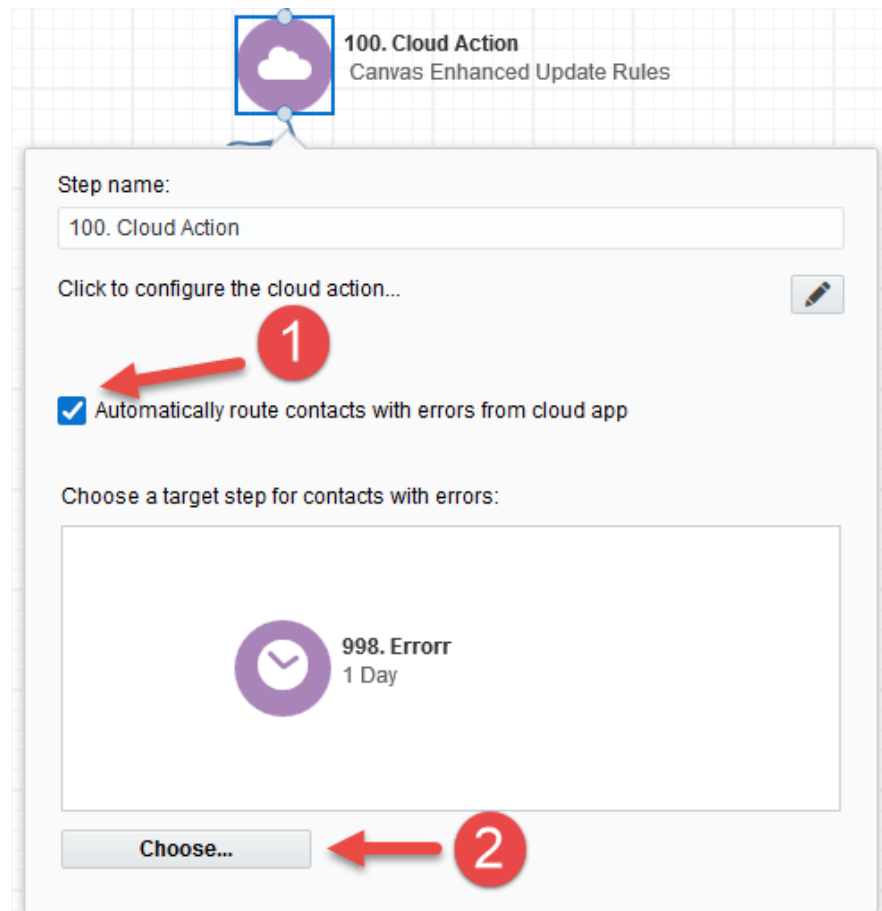 100. Cloud Action
Canvas Enhanced Update Rules
Step name:
100. Cloud Action
Click to configure the cloud action...
1
Automatically route contacts with errors from cloud app
Choose a target step for contacts with errors:
998. Errorr
1 Day
Choose...
2